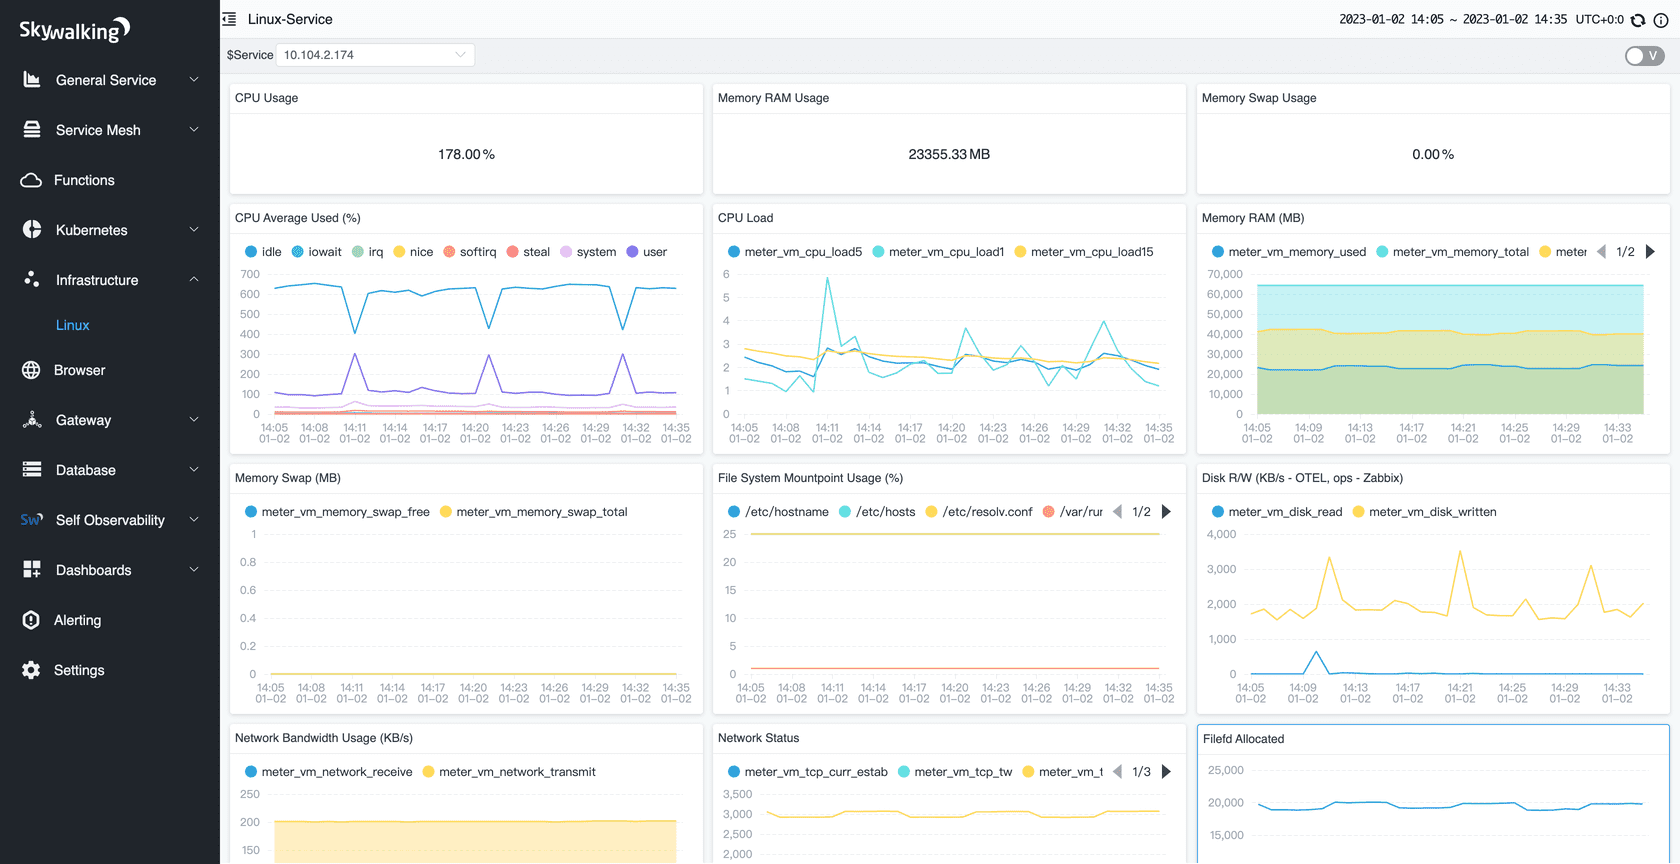 Skywalking
General Service
Service Mesh
Functions
Kubernetes
Infrastructure
Linux
Browser
Gateway
Database
Sw Self Observability
Dashboards
Alerting
Settings
Linux-Service
2023-01-02 14:05 ~ 2023-01-02 14:35 UTC+0:0
$Service 10.104.2.174
V
CPU Usage
178.00%
Memory RAM Usage
23355.33MB
Memory Swap Usage
0.00%
CPU Average Used (%)
idle iowait irq nice softirq steal system user
700
600
500
400
300
200
100
0
14:05 14:08 14:11 14:14 14:17 14:20 14:23 14:26 14:29 14:32 14:35
01-02 01-02 01-02 01-02 01-02 01-02 01-02 01-02 01-02 01-02 01-02
CPU Load
meter_vm_cpu_load5 meter_vm_cpu_load1 meter_vm_cpu_load15
6
5
4
3
2
1
0
14:05 14:08 14:11 14:14 14:17 14:20 14:23 14:26 14:29 14:32 14:35
01-02 01-02 01-02 01-02 01-02 01-02 01-02 01-02 01-02 01-02 01-02
Memory RAM (MB)
meter_vm_memory_used meter_vm_memory_total meter 1/2
70,000
60,000
50,000
40,000
30,000
20,000
10,000
0
14:05 14:09 14:13 14:17 14:21 14:25 14:29 14:33
01-02 01-02 01-02 01-02 01-02 01-02 01-02 01-02
Memory Swap (MB)
meter_vm_memory_swap_free meter_vm_memory_swap_total
1
0.8
0.6
0.4
0.2
0
14:05 14:08 14:11 14:14 14:17 14:20 14:23 14:26 14:29 14:32 14:35
01-02 01-02 01-02 01-02 01-02 01-02 01-02 01-02 01-02 01-02 01-02
File System Mountpoint Usage (%)
/etc/hostname /etc/hosts /etc/resolv.conf /var/rur 1/2
25
20
15
10
5
0
14:05 14:08 14:11 14:14 14:17 14:20 14:23 14:26 14:29 14:32 14:35
01-02 01-02 01-02 01-02 01-02 01-02 01-02 01-02 01-02 01-02 01-02
Disk R/W (KB/s - OTEL, ops - Zabbix)
meter_vm_disk_read meter_vm_disk_written
4,000
3,000
2,000
1,000
0
14:05 14:09 14:13 14:17 14:21 14:25 14:29 14:33
01-02 01-02 01-02 01-02 01-02 01-02 01-02 01-02
Network Bandwidth Usage (KB/s)
meter_vm_network_receive meter_vm_network_transmit
250
200
150
Network Status
meter_vm_tcp_curr_estab meter_vm_tcp_tw meter_vm_t 1/3
3,500
3,000
2,500
2,000
Filefd Allocated
25,000
20,000
15,000